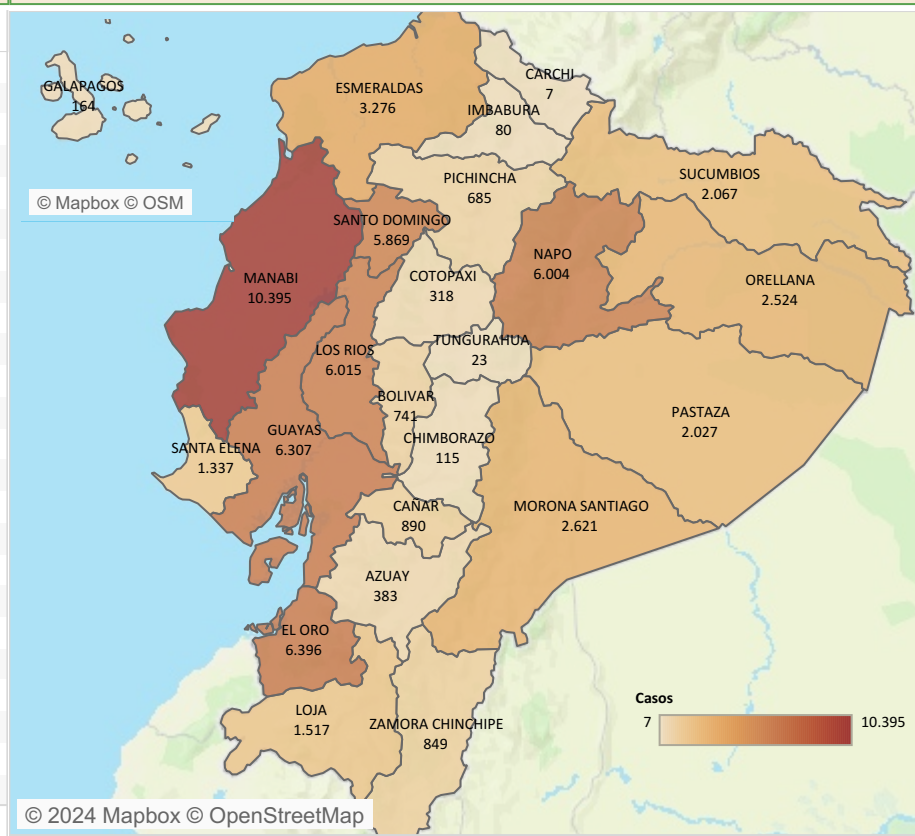 GALAPAGOS
164
© Mapbox © OSM
ESMERALDAS
3.276
CARCHI
7
IMBABURA
80
PICHINCHA
685
SUCUMBIOS
2.067
SANTO DOMINGO
5.869
NAPO
6.004
MANABI
10.395
COTOPAXI
318
ORELLANA
2.524
TUNGURAHUA
23
LOS RIOS
6.015
BOLIVAR
741
PASTAZA
2.027
GUAYAS
6.307
CHIMBORAZO
115
SANTA ELENA
1.337
CAÑAR
890
MORONA SANTIAGO
2.621
AZUAY
383
EL ORO
6.396
LOJA
1.517
ZAMORA CHINCHIPE
849
Casos
7 10.395
© 2024 Mapbox © OpenStreetMap